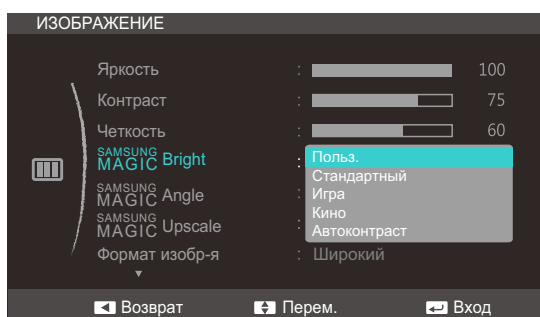 ИЗОБРАЖЕНИЕ
Яркость : 100
Контраст : 75
Четкость : 60
SAMSUNG MAGIC Bright :
Польз.
Стандартный
Игра
Кино
Автоконтраст
SAMSUNG MAGIC Angle :
SAMSUNG MAGIC Upscale :
Формат изобр-я : Широкий
Возврат Перем. Вход